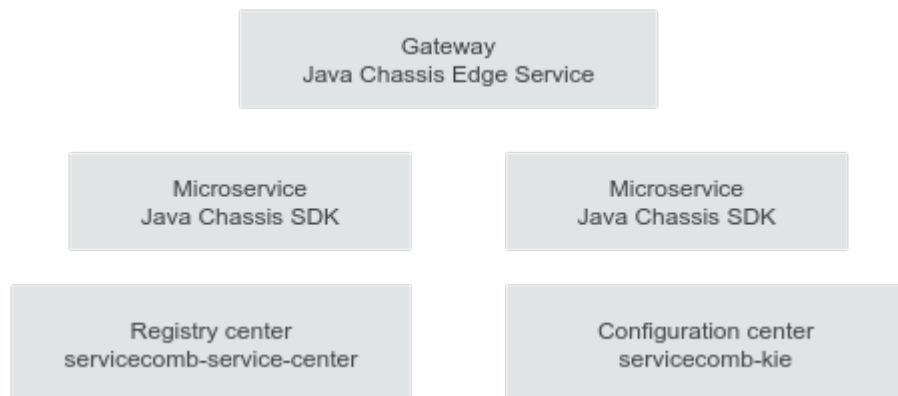 Gateway
Java Chassis Edge Service
Microservice
Java Chassis SDK
Microservice
Java Chassis SDK
Registry center
servicecomb-service-center
Configuration center
servicecomb-kie